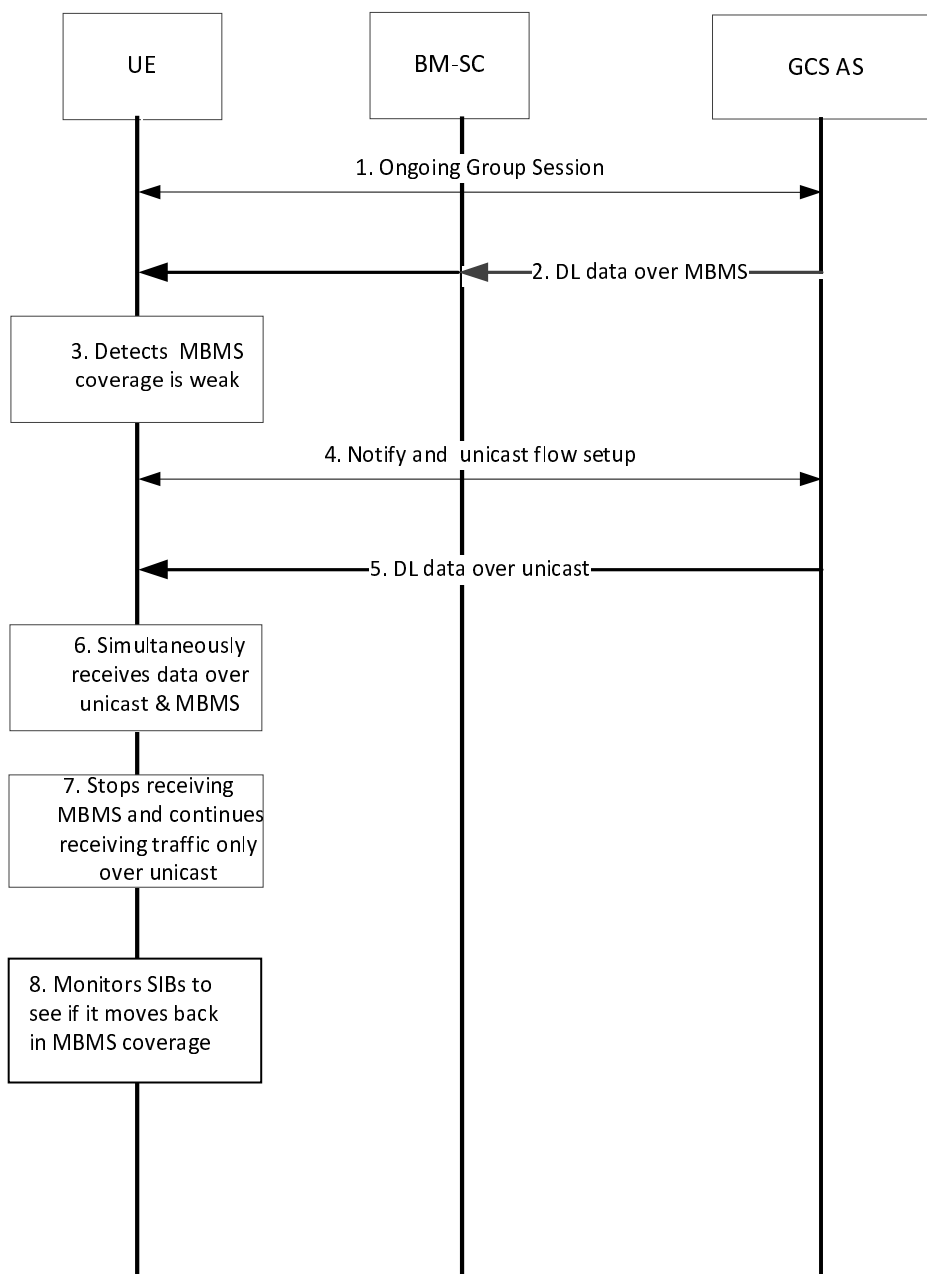 UE
BM-SC
GCS AS
1. Ongoing Group Session
2. DL data over MBMS
3. Detects MBMS
coverage is weak
4. Notify and unicast flow setup
5. DL data over unicast
6. Simultaneously
receives data over
unicast & MBMS
7. Stops receiving
MBMS and continues
receiving traffic only
over unicast
8. Monitors SIBs to
see if it moves back
in MBMS coverage